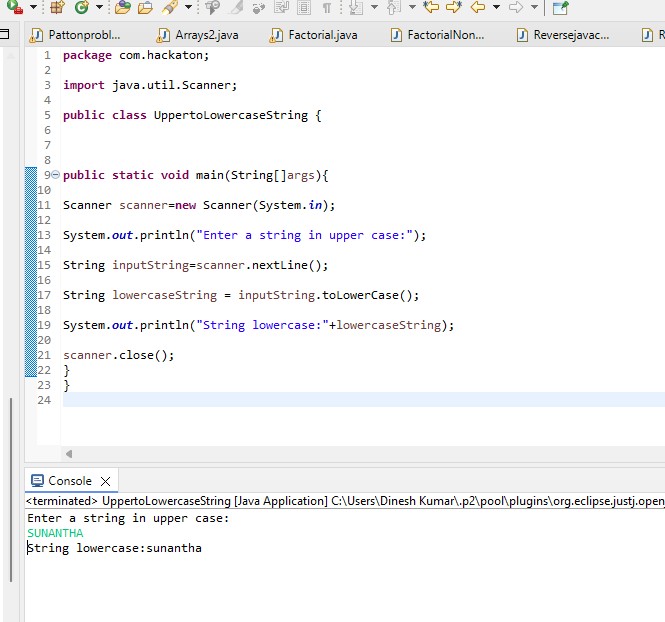 Pattonprobl...
Arrays2.java
Factorial.java
FactorialNon...
Reversejavac...
1 package com.hackaton;
2
3 import java.util.Scanner;
4
5 public class UppertoLowercaseString {
6
7
8
9 public static void main(String[]args){
10
11 Scanner scanner=new Scanner(System.in);
12
13 System.out.println("Enter a string in upper case:");
14
15 String inputString=scanner.nextLine();
16
17 String lowercaseString = inputString.toLowerCase();
18
19 System.out.println("String lowercase:"+lowercaseString);
20
21 scanner.close();
22 }
23 }
24
Console
<terminated> UppertoLowercaseString [Java Application] C:\Users\Dinesh Kumar\.p2\pool\plugins\org.eclipse.justj.open
Enter a string in upper case:
SUNANTHA
String lowercase:sunantha